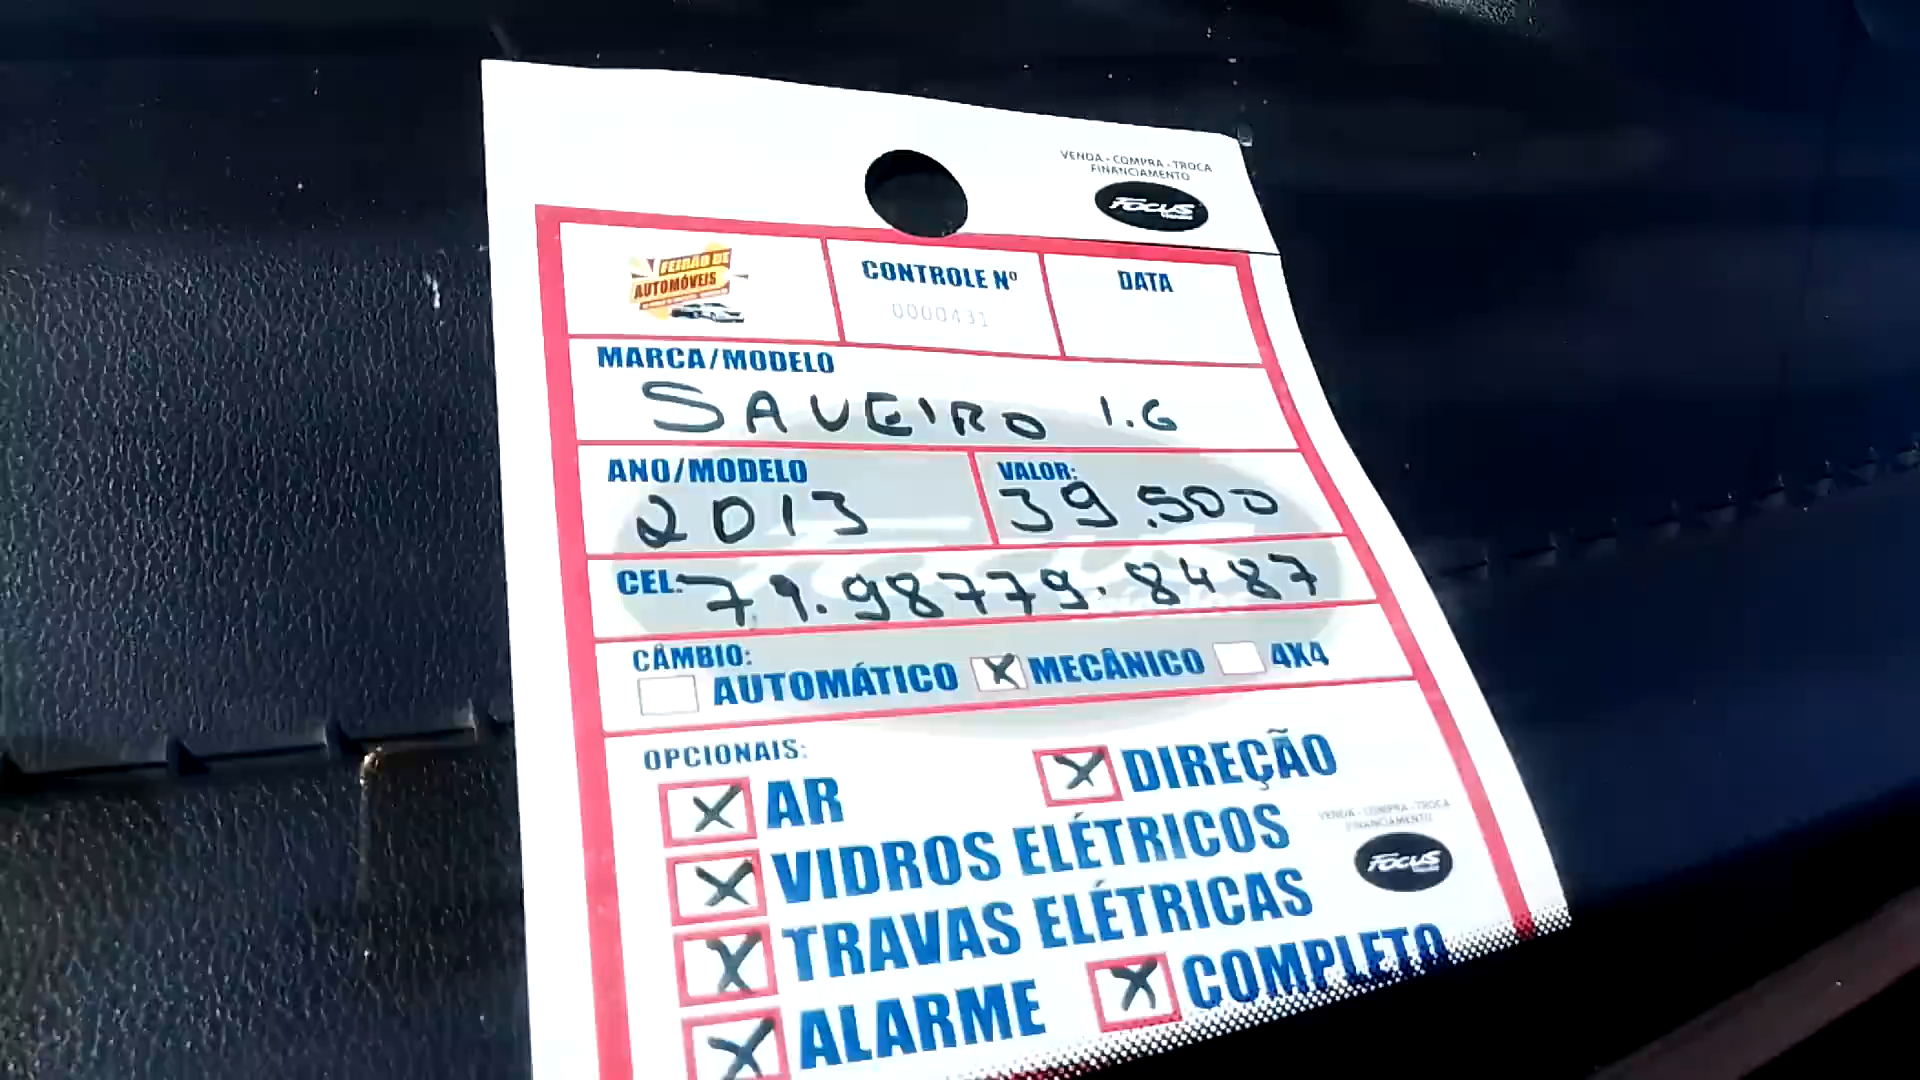 VENDA - COMPRA - TROCA
FINANCIAMENTO
FOCUS
FEIRÃO DE
AUTOMÓVEIS
CONTROLE Nº
0000431
DATA
MARCA/MODELO
SAVEIRO 1.6
ANO/MODELO
2013
VALOR:
39.500
CEL: 79.98779.8487
CÂMBIO:
AUTOMÁTICO X MECÂNICO 4X4
OPCIONAIS:
X AR X DIREÇÃO
X VIDROS ELÉTRICOS
VENDA - COMPRA - TROCA
FINANCIAMENTO
FOCUS
X TRAVAS ELÉTRICAS
X ALARME X COMPLETO